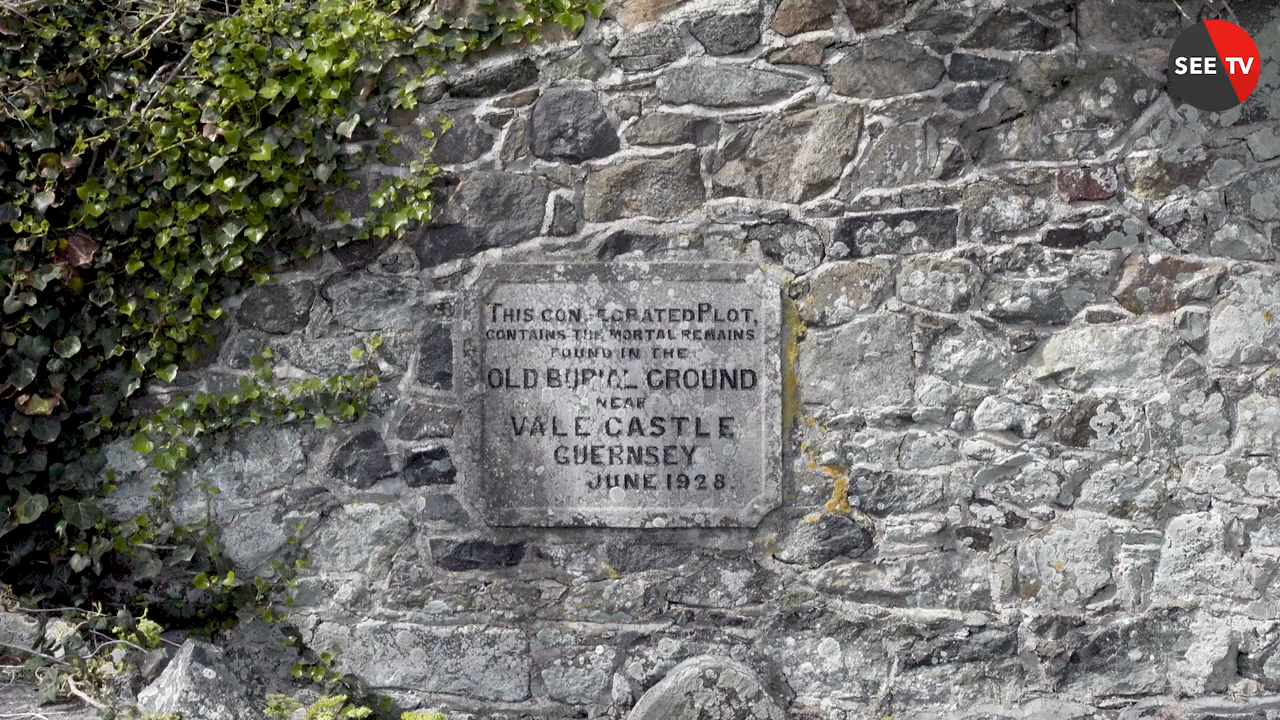 SEE TV
THIS CONSECRATED PLOT,
CONTAINS THE MORTAL REMAINS
FOUND IN THE
OLD BURIAL GROUND
NEAR
VALE CASTLE
GUERNSEY
JUNE 1928.